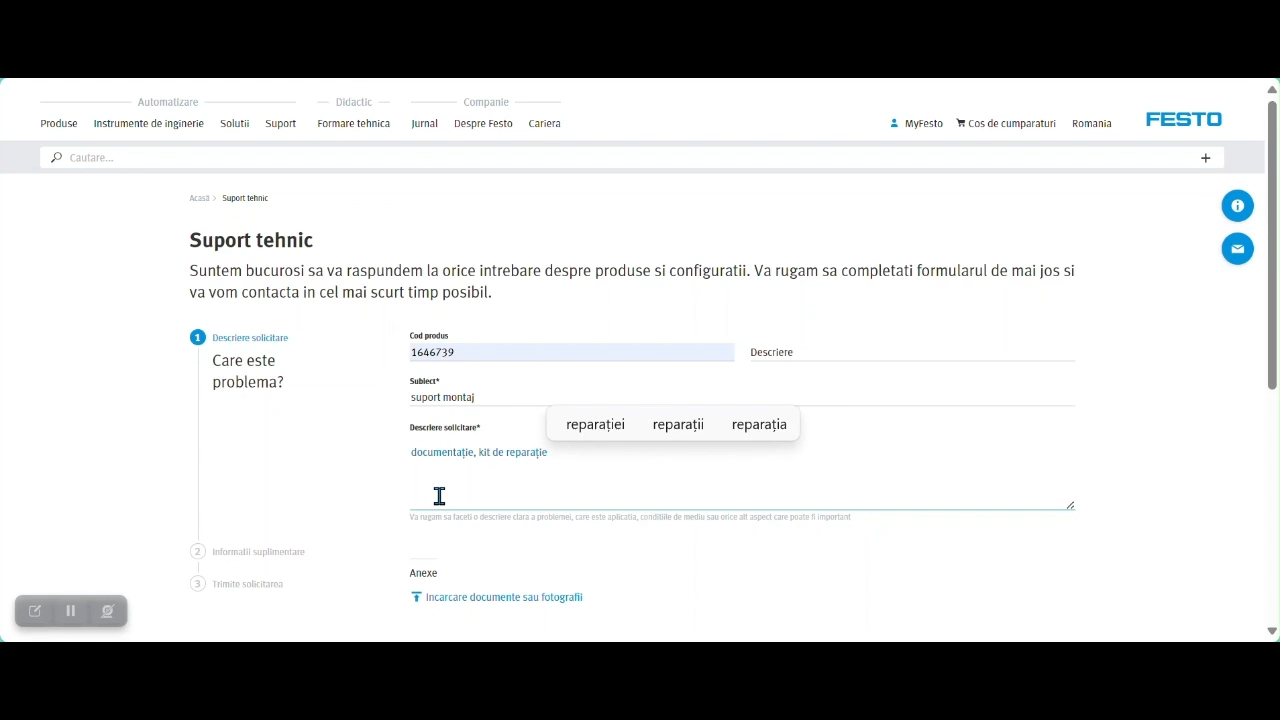 Automatizare Didactic Companie
Produse Instrumente de inginerie Solutii Suport Formare tehnica Jurnal Despre Festo Cariera MyFesto Cos de cumparaturi Romania FESTO
Cautare...
Acasă > Suport tehnic
Suport tehnic
Suntem bucurosi sa va raspundem la orice intrebare despre produse si configuratii. Va rugam sa completati formularul de mai jos si
va vom contacta in cel mai scurt timp posibil.
1 Descriere solicitare
Care este
problema?
Cod produs
1646739 Descriere
Subiect*
suport montaj
reparației reparații reparația
Descriere solicitare*
documentație, kit de reparație
Va rugam sa faceti o descriere clara a problemei, care este aplicatia, conditiile de mediu sau orice alt aspect care poate fi important
2 Informatii suplimentare
Anexe
3 Trimite solicitarea
Incarcare documente sau fotografii